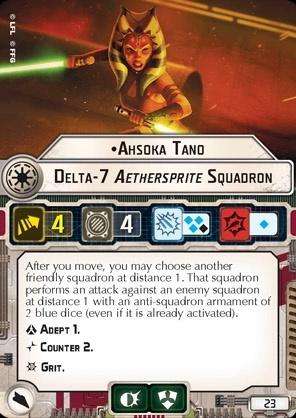 © LFL © FFG
•Ahsoka Tano
Delta-7 Aethersprite Squadron
4
4
After you move, you may choose another
friendly squadron at distance 1. That squadron
performs an attack against an enemy squadron
at distance 1 with an anti-squadron armament of
2 blue dice (even if it is already activated).
Adept 1.
Counter 2.
Grit.
23